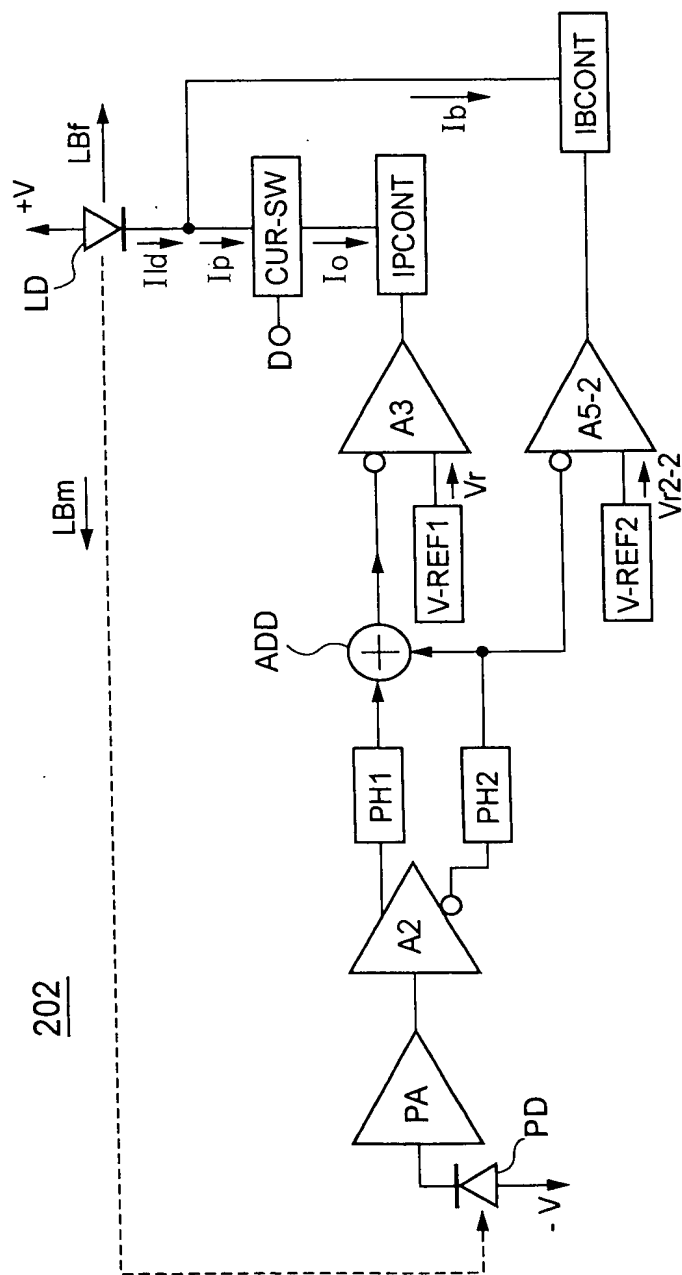 202
LBm
LBf
+V
LD
Ild
Ip
Ib
CUR-SW
D
Io
IPCONT
IBCONT
ADD
A3
Vr
V-REF1
A5-2
Vr2-2
V-REF2
PH1
PH2
A2
PA
PD
-V